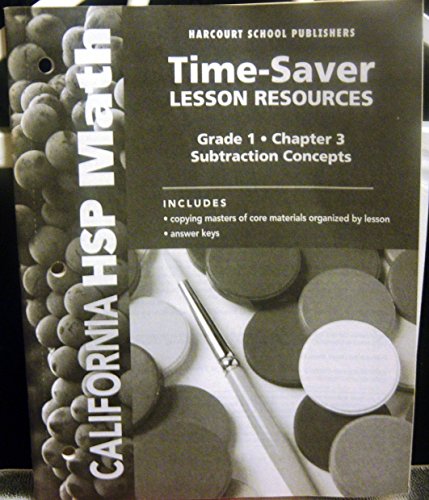 HARCOURT SCHOOL PUBLISHERS
Time-Saver
LESSON RESOURCES
Grade 1 • Chapter 3
Subtraction Concepts
INCLUDES
• copying masters of core materials organized by lesson
• answer keys
CALIFORNIA HSP Math